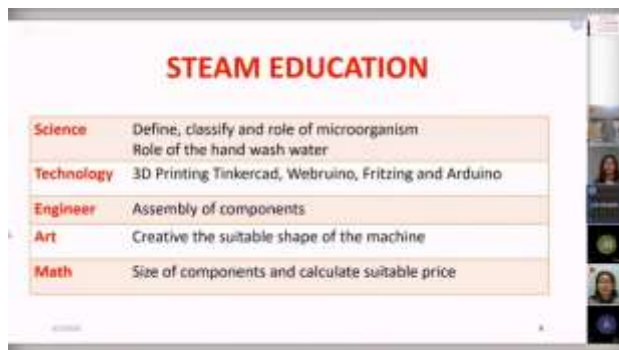 STEAM EDUCATION
Science Define, classify and role of microorganism
Role of the hand wash water
Technology 3D Printing Tinkercad, Webruino, Fritzing and Arduino
Engineer Assembly of components
Art Creative the suitable shape of the machine
Math Size of components and calculate suitable price